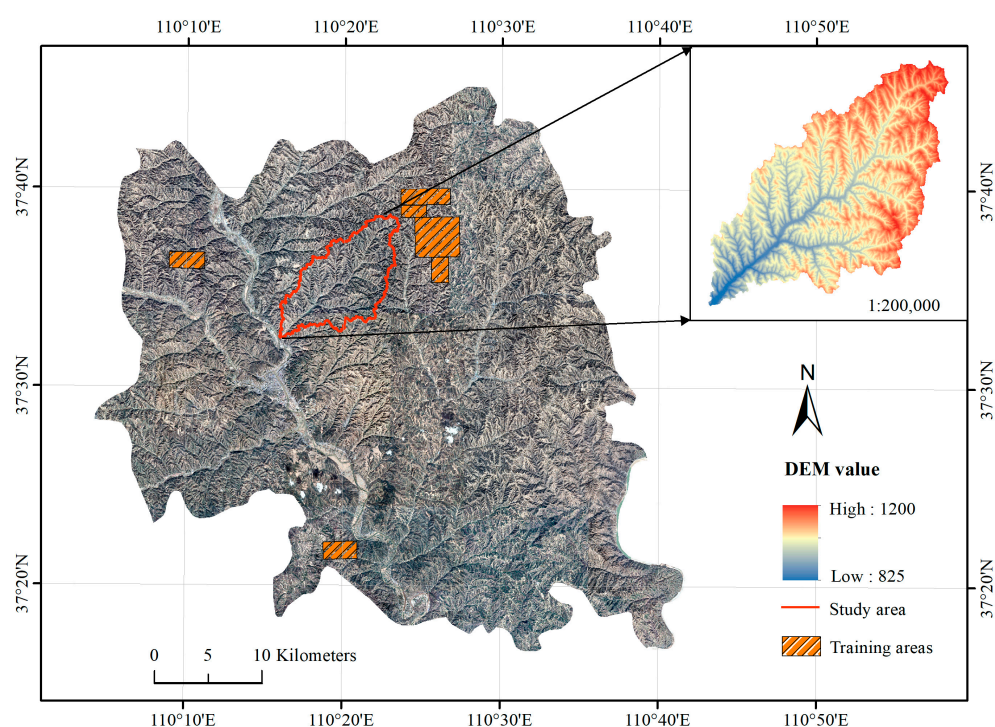 110°10'E 110°20'E 110°30'E 110°40'E 110°50'E
37°40'N
37°30'N
37°20'N
37°40'N
37°30'N
37°20'N
1:200,000
N
DEM value
High : 1200
Low : 825
Study area
Training areas
0 5 10 Kilometers
110°10'E 110°20'E 110°30'E 110°40'E 110°50'E